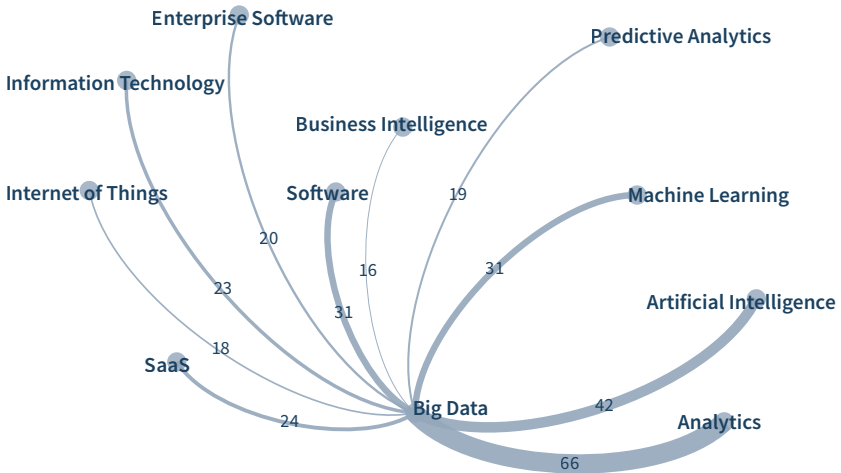 Enterprise Software
Predictive Analytics
Information Technology
Business Intelligence
Internet of Things
Software
19
Machine Learning
20
16
31
23
Artificial Intelligence
31
18
SaaS
Big Data
42
24
Analytics
66